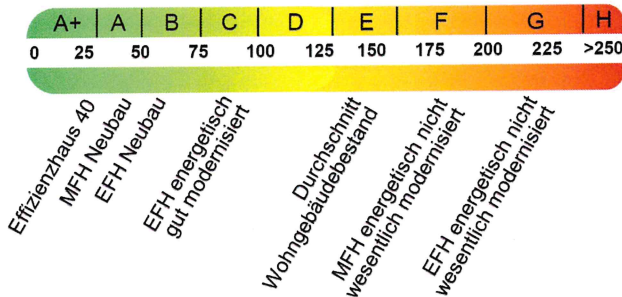 A+ A B C D E F G H
0 25 50 75 100 125 150 175 200 225 >250
Effizienzhaus 40
MFH Neubau
EFH Neubau
EFH energetisch
gut modernisiert
Durchschnitt
Wohngebäudebestand
MFH energetisch nicht
wesentlich modernisiert
EFH energetisch nicht
wesentlich modernisiert